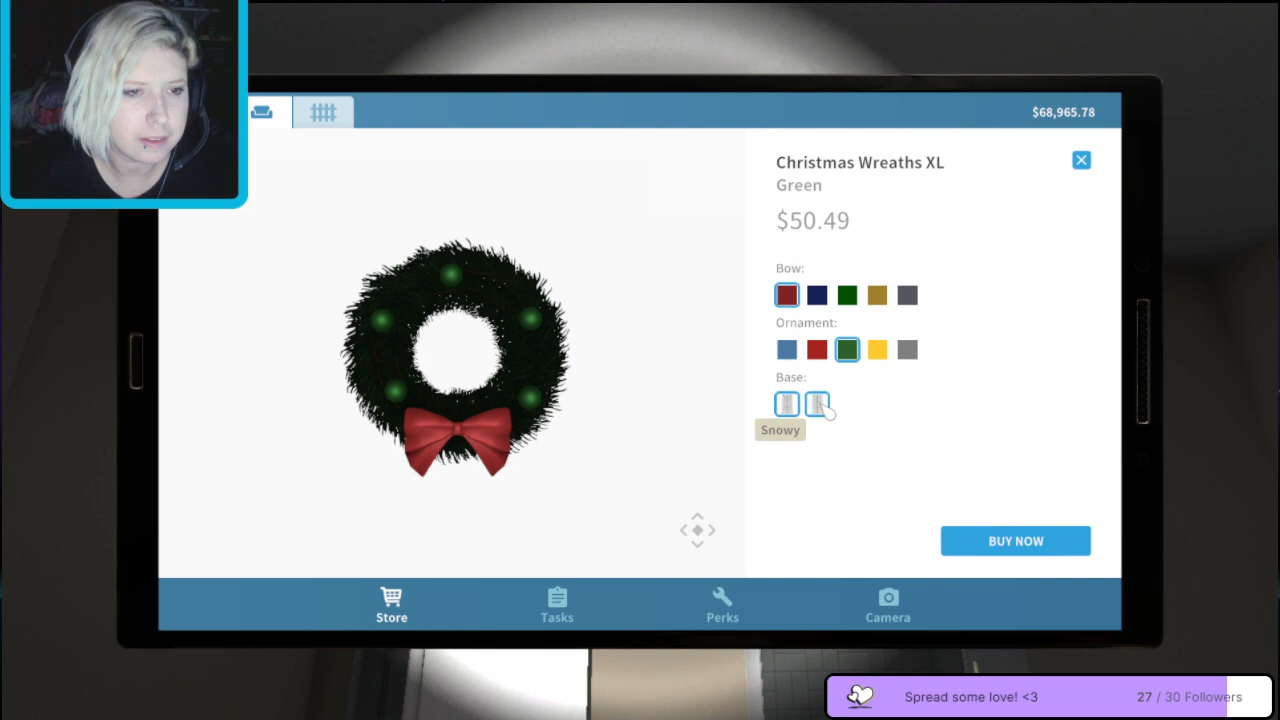 $68,965.78
Christmas Wreaths XL
Green
$50.49
Bow:
Ornament:
Base:
Snowy
BUY NOW
Store
Tasks
Perks
Camera
Spread some love! <3
27 / 30 Followers